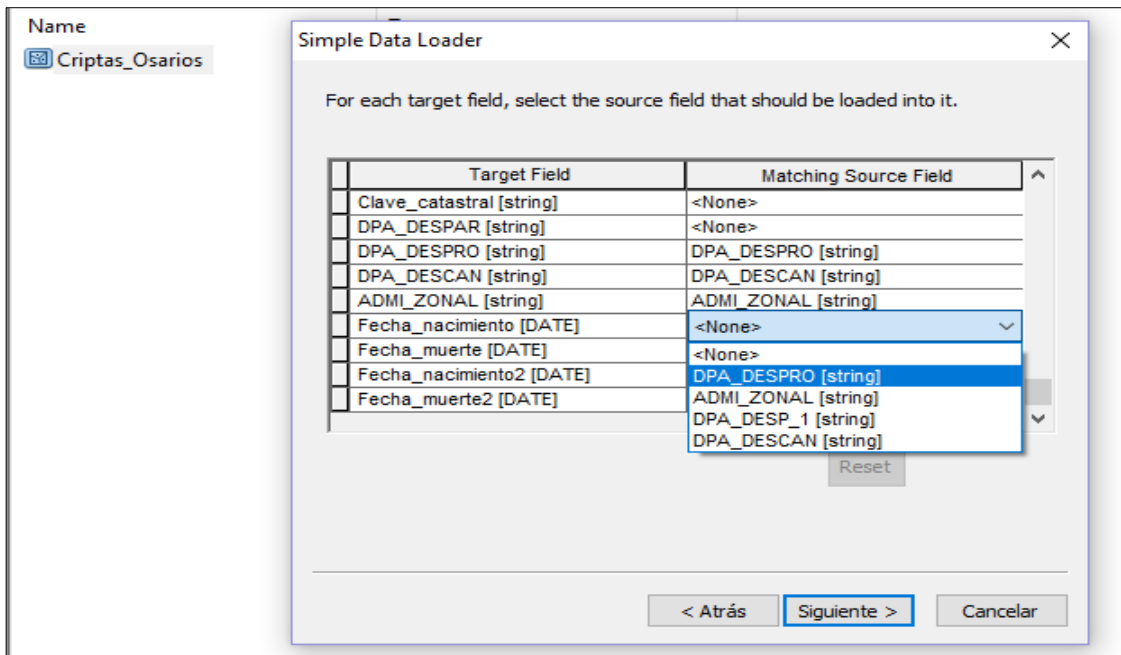 Name
Criptas_Osarios
Simple Data Loader
For each target field, select the source field that should be loaded into it.
Target Field Matching Source Field
Clave_catastral [string] <None>
DPA_DESPAR [string] <None>
DPA_DESPRO [string] DPA_DESPRO [string]
DPA_DESCAN [string] DPA_DESCAN [string]
ADMI_ZONAL [string] ADMI_ZONAL [string]
Fecha_nacimiento [DATE] <None>
Fecha_muerte [DATE] <None>
Fecha_nacimiento2 [DATE] DPA_DESPRO [string]
Fecha_muerte2 [DATE] ADMI_ZONAL [string]
DPA_DESP_1 [string]
DPA_DESCAN [string]
Reset
< Atrás Siguiente > Cancelar